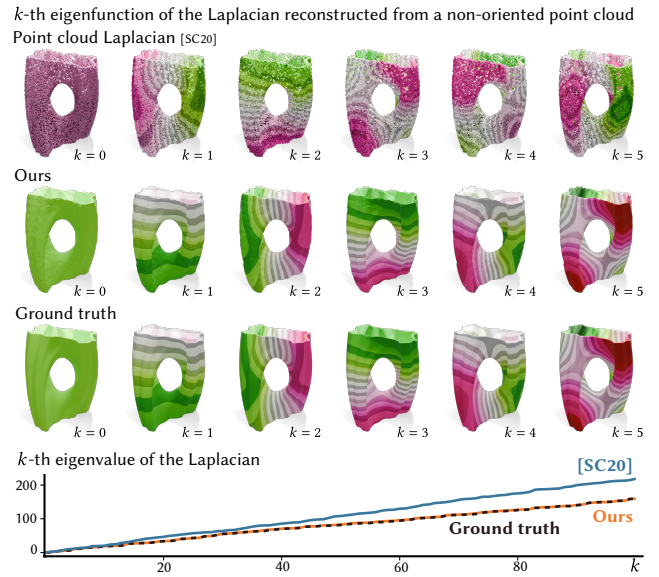 k-th eigenfunction of the Laplacian reconstructed from a non-oriented point cloud
Point cloud Laplacian [SC20]
k = 0 k = 1 k = 2 k = 3 k = 4 k = 5
Ours
k = 0 k = 1 k = 2 k = 3 k = 4 k = 5
Ground truth
k = 0 k = 1 k = 2 k = 3 k = 4 k = 5
k-th eigenvalue of the Laplacian
[SC20]
200
100
0
Ours
Ground truth
20 40 60 80 k